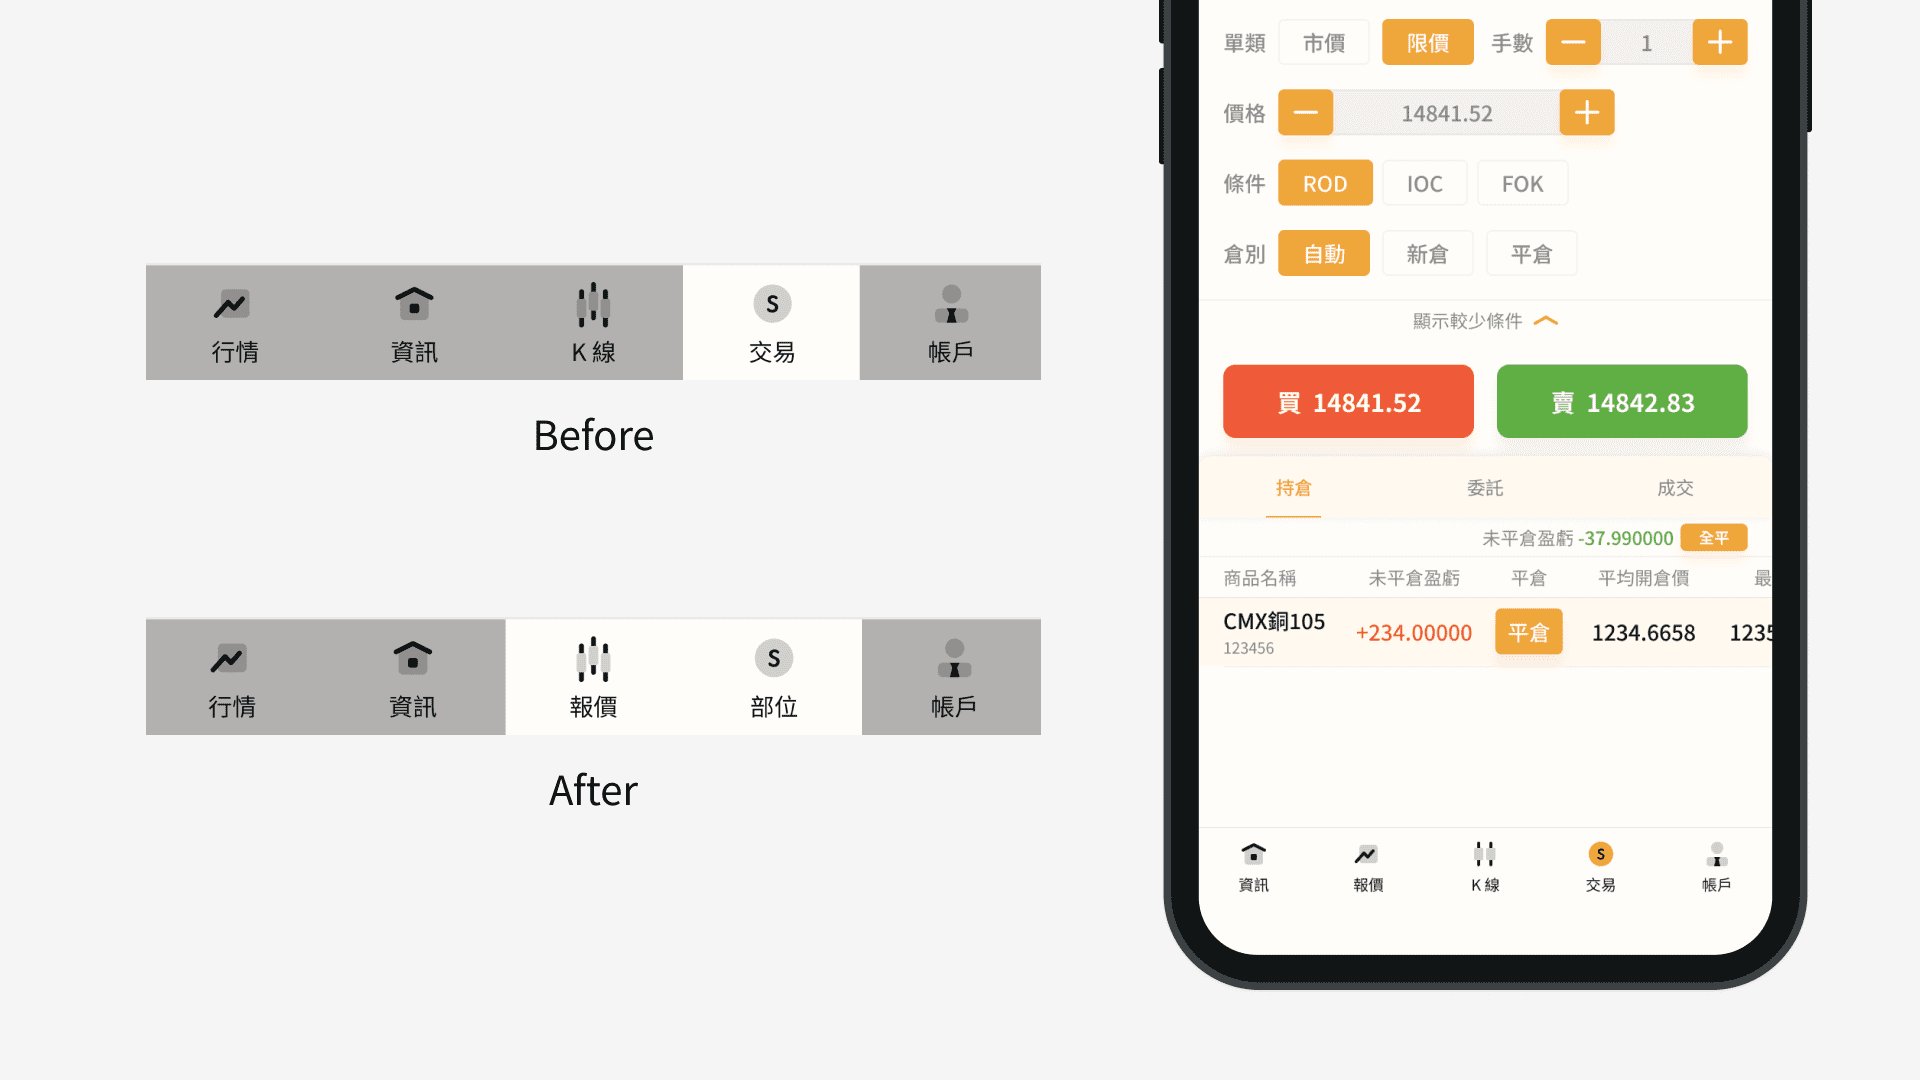 行情 資訊 K 線 交易 帳戶
Before
行情 資訊 報價 部位 帳戶
After
單類 市價 限價 手數 1
價格 14841.52
條件 ROD IOC FOK
倉別 自動 新倉 平倉
顯示較少條件
買 14841.52 賣 14842.83
持倉 委託 成交
未平倉盈虧 -37.990000 全平
商品名稱 未平倉盈虧 平倉 平均開倉價 最
CMX銅105 +234.00000 平倉 1234.6658 1235
123456
S
資訊 報價 K 線 交易 帳戶